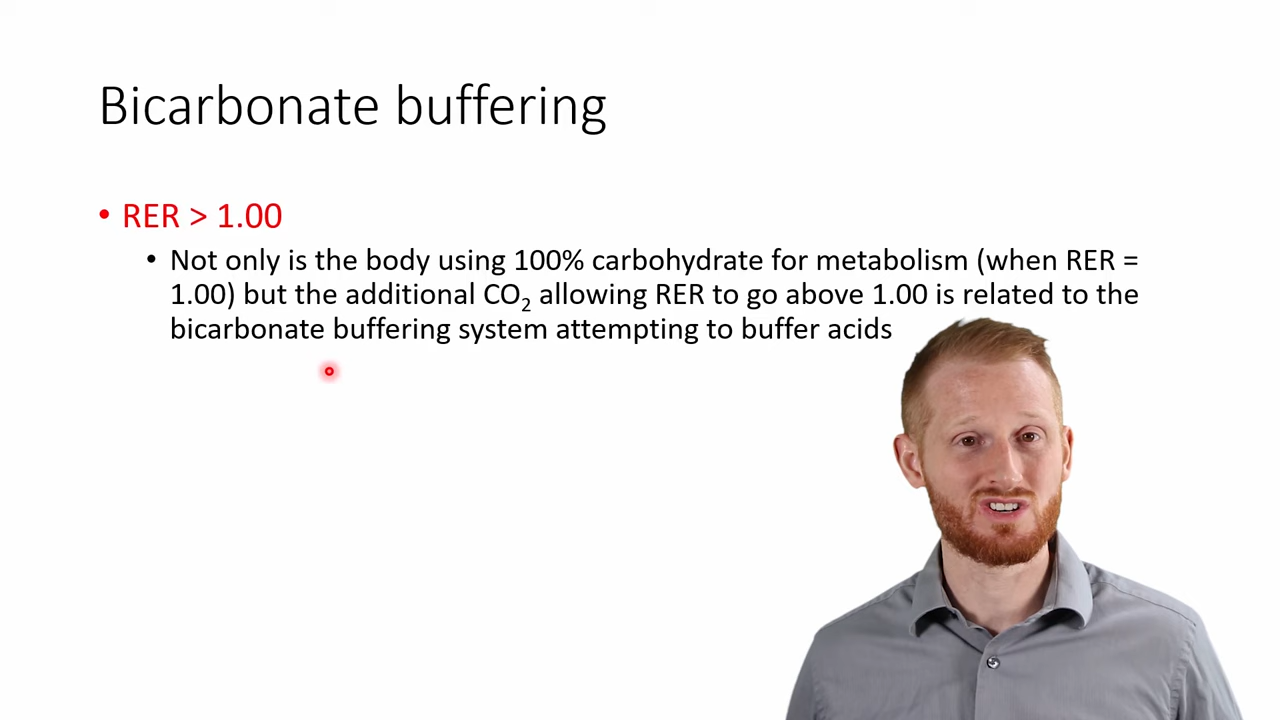 Bicarbonate buffering
• RER > 1.00
• Not only is the body using 100% carbohydrate for metabolism (when RER =
1.00) but the additional CO₂ allowing RER to go above 1.00 is related to the
bicarbonate buffering system attempting to buffer acids